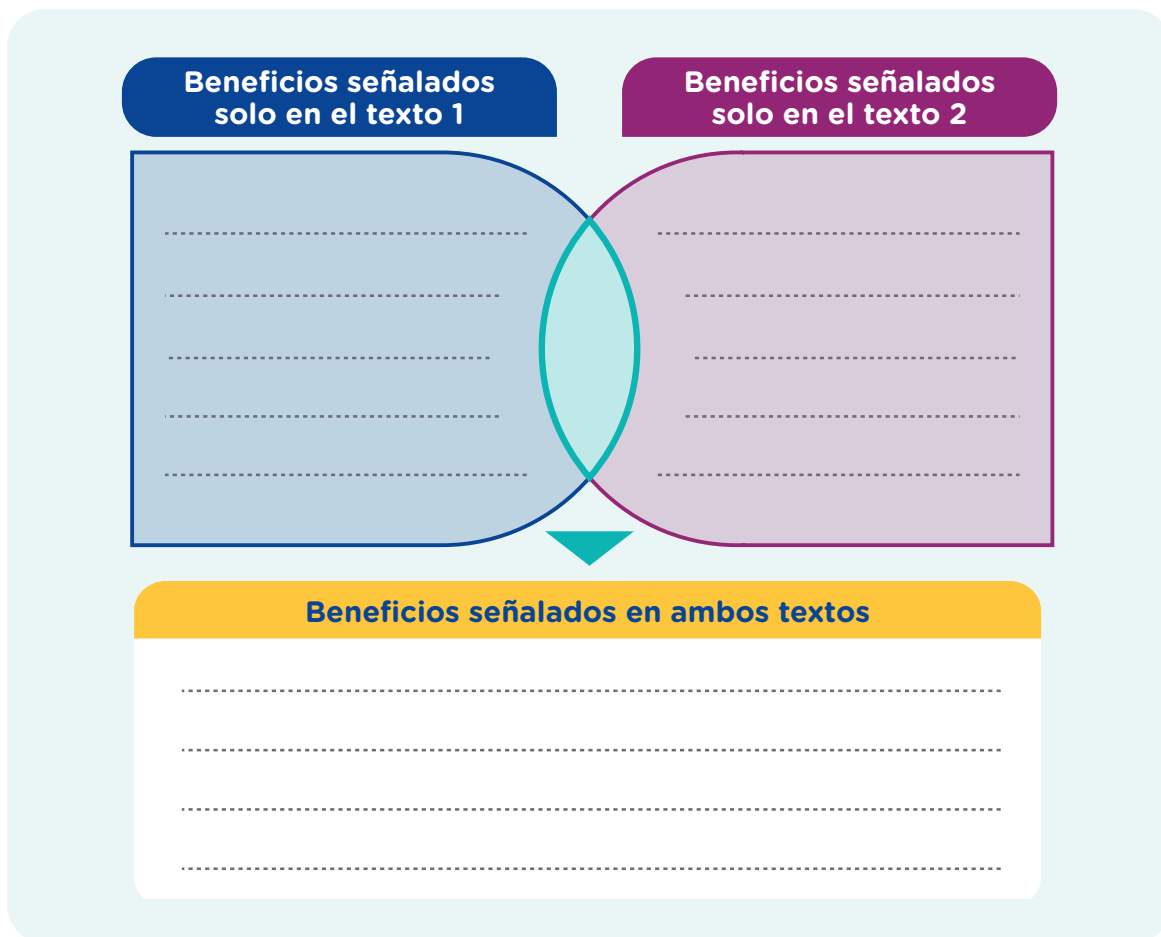 Beneficios señalados
solo en el texto 1
Beneficios señalados
solo en el texto 2
Beneficios señalados en ambos textos